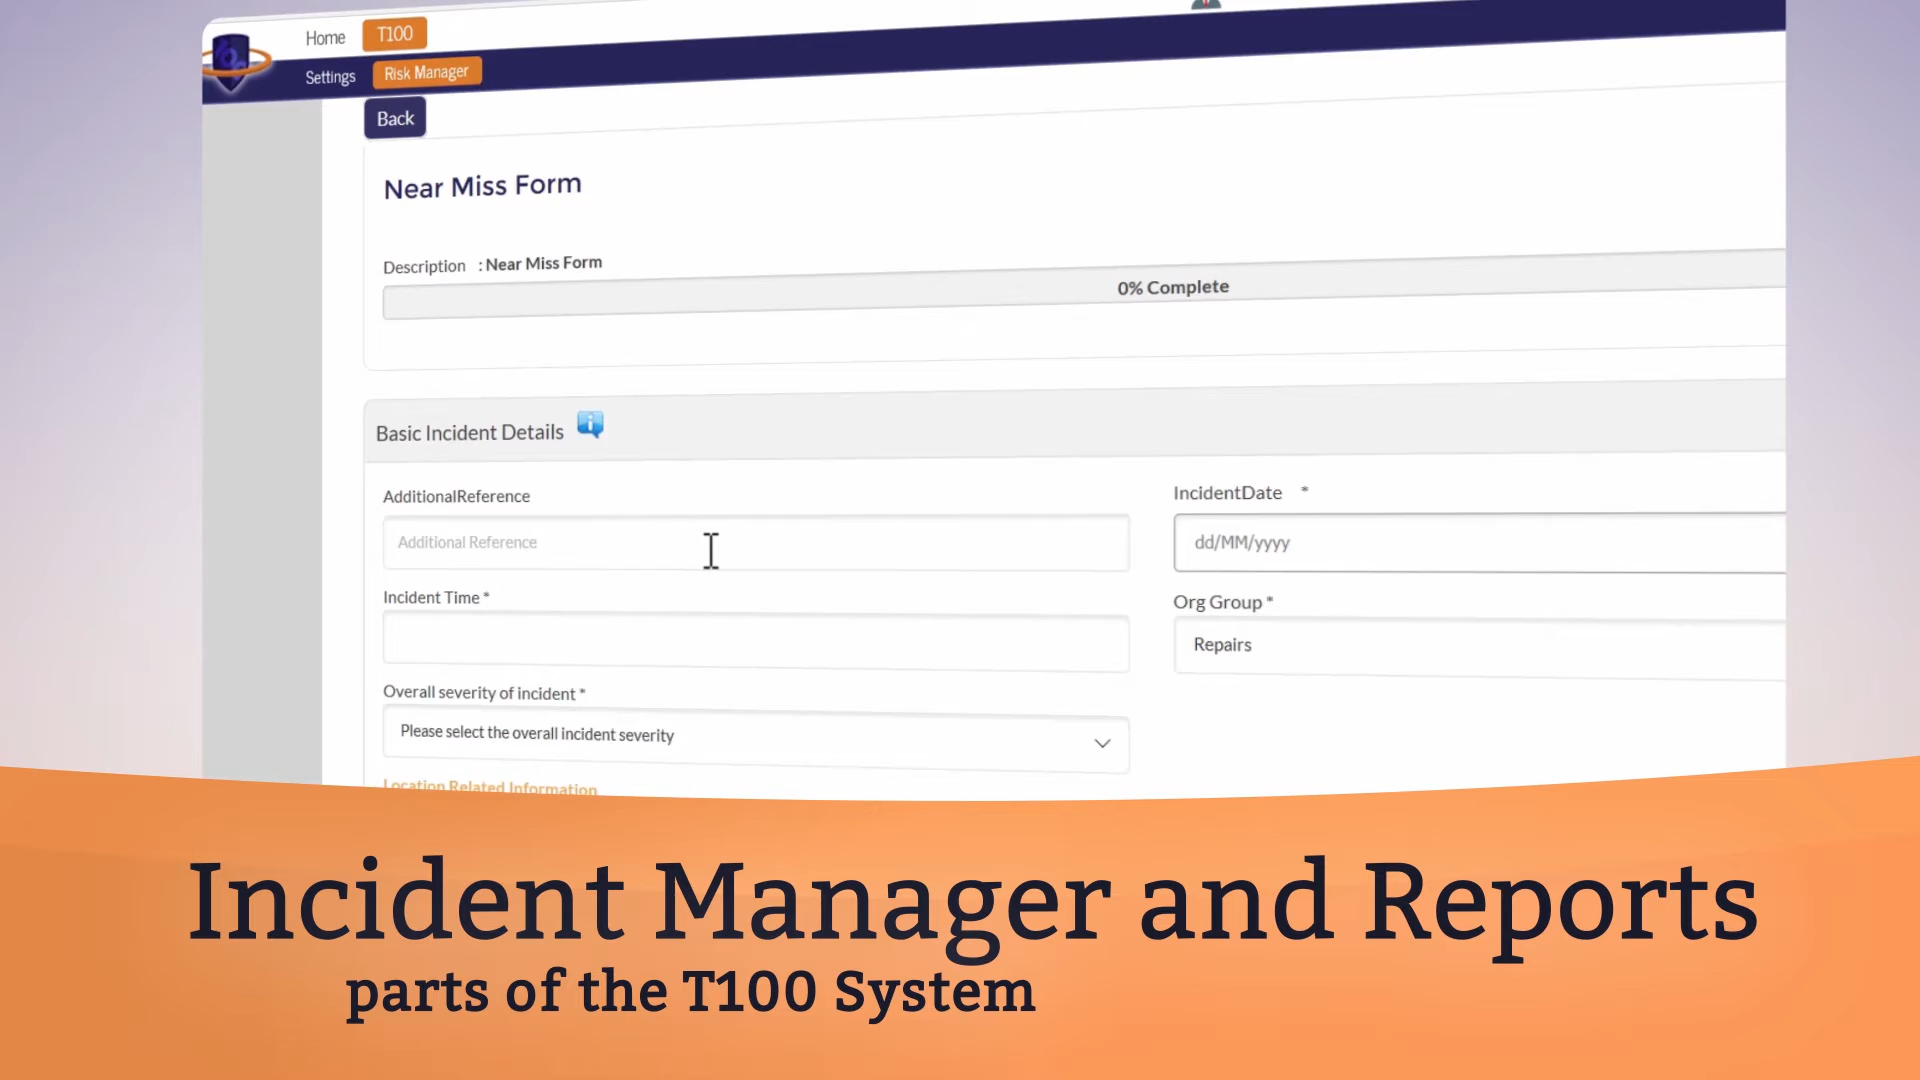 Home T100
Settings Risk Manager
Back
Near Miss Form
Description : Near Miss Form
0% Complete
Basic Incident Details
AdditionalReference
IncidentDate *
Additional Reference
dd/MM/yyyy
Incident Time *
Org Group *
Repairs
Overall severity of incident *
Please select the overall incident severity
Location Related Information
Incident Manager and Reports
parts of the T100 System